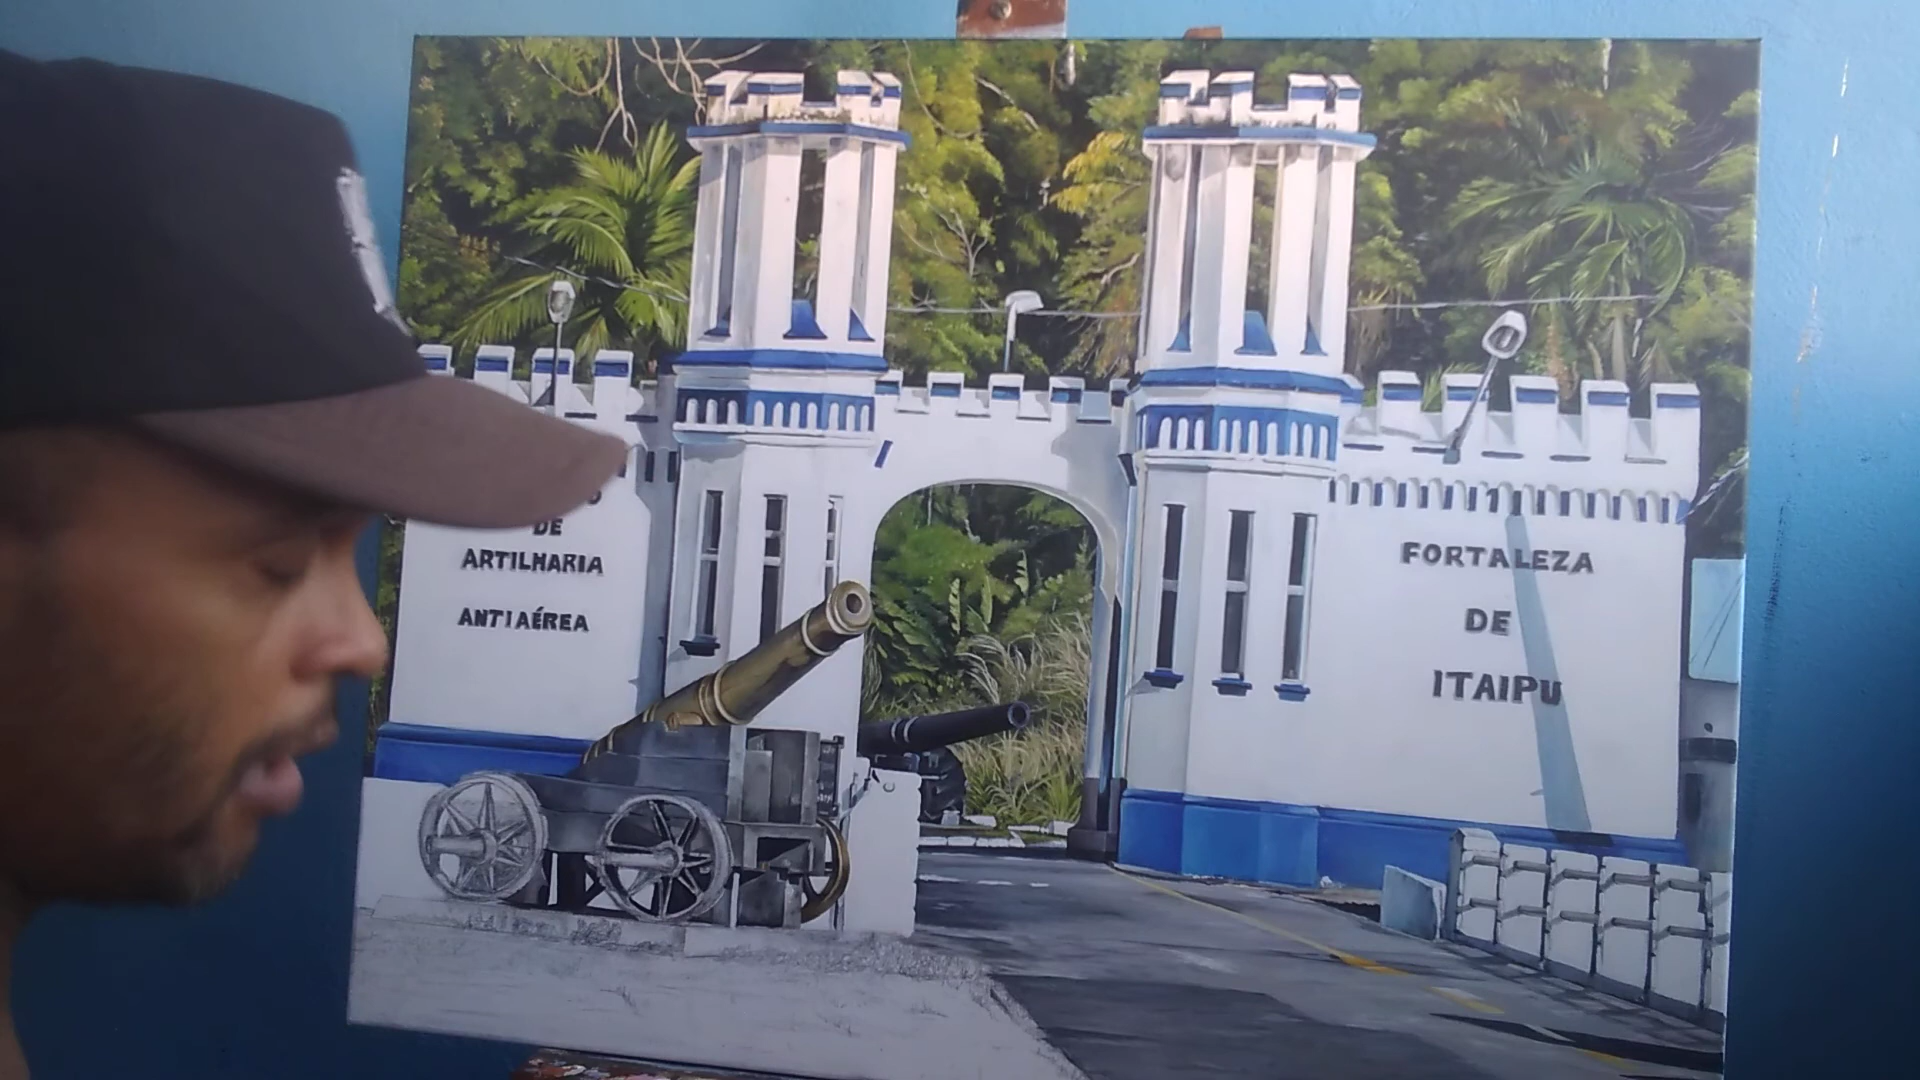 DE
ARTILHARIA
ANTIAÉREA
FORTALEZA
DE
ITAIPU